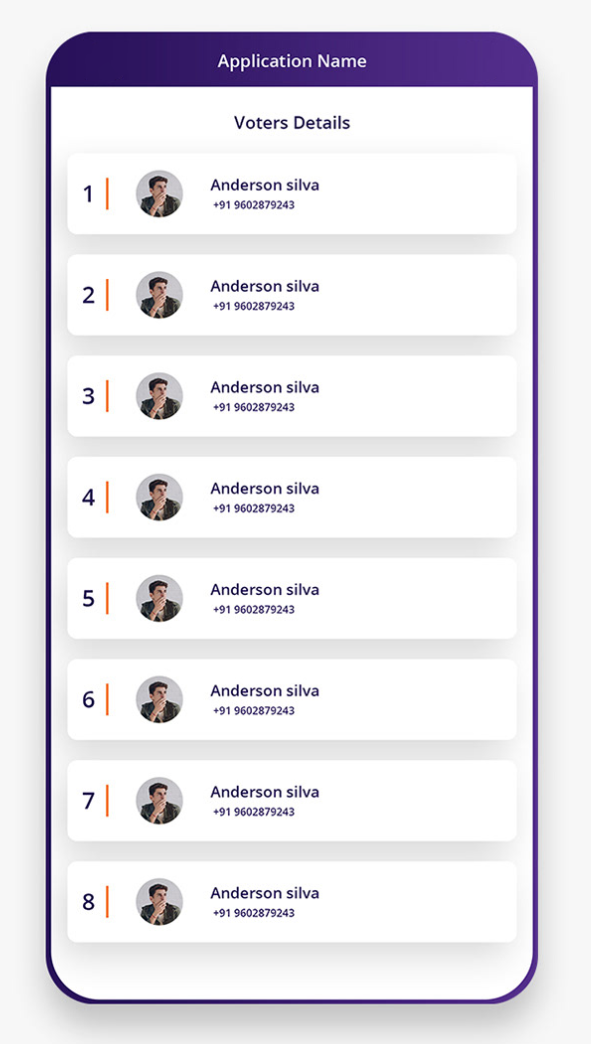 Application Name
Voters Details
1
Anderson silva
+91 9602879243
2
Anderson silva
+91 9602879243
3
Anderson silva
+91 9602879243
4
Anderson silva
+91 9602879243
5
Anderson silva
+91 9602879243
6
Anderson silva
+91 9602879243
7
Anderson silva
+91 9602879243
8
Anderson silva
+91 9602879243